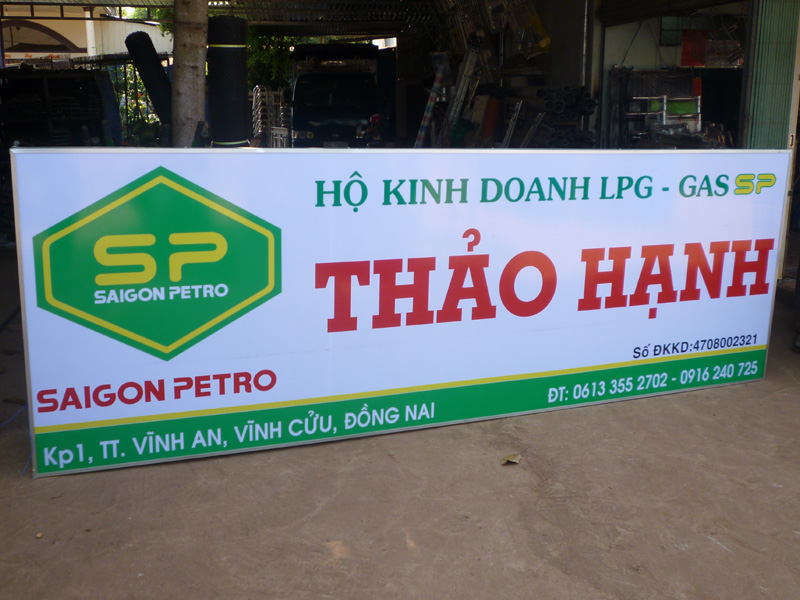 SP
SAIGON PETRO
SAIGON PETRO
HỘ KINH DOANH LPG - GAS SP
THẢO HẠNH
Số ĐKKD:4708002321
Kp1, TT. VĨNH AN, VĨNH CỬU, ĐỒNG NAI
ĐT: 0613 355 2702 - 0916 240 725